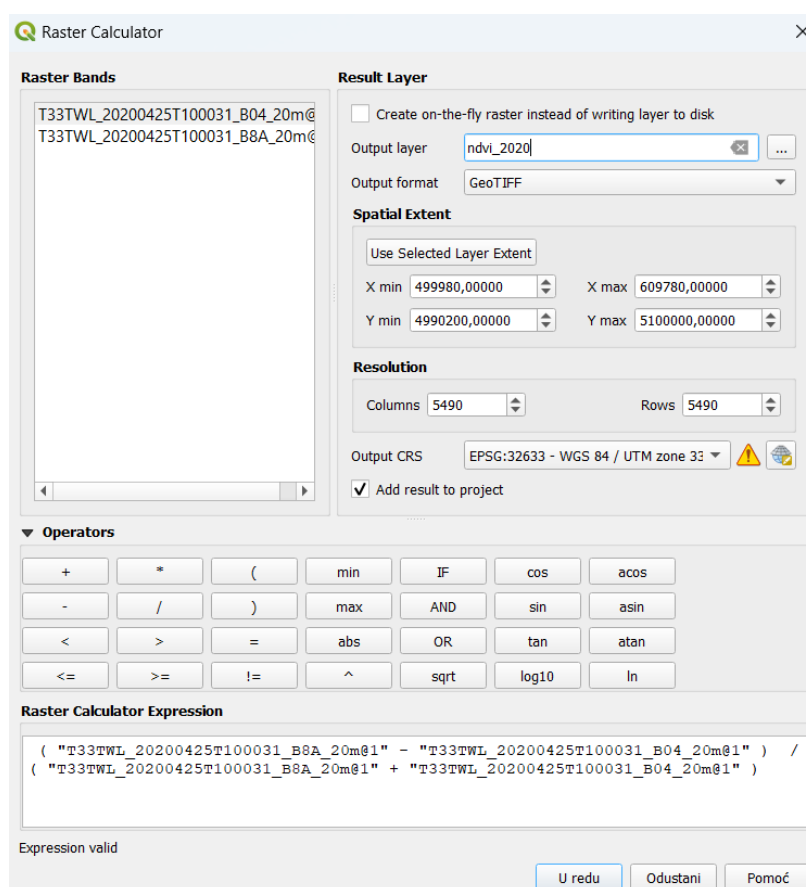 Raster Calculator
Raster Bands
T33TWL_20200425T100031_B04_20m@
T33TWL_20200425T100031_B8A_20m@
Result Layer
Create on-the-fly raster instead of writing layer to disk
Output layer ndvi_2020 ...
Output format GeoTIFF
Spatial Extent
Use Selected Layer Extent
X min 499980,00000 X max 609780,00000
Y min 4990200,00000 Y max 5100000,00000
Resolution
Columns 5490 Rows 5490
Output CRS EPSG:32633 - WGS 84 / UTM zone 33
Add result to project
Operators
+ * ( min IF cos acos
- / ) max AND sin asin
< > = abs OR tan atan
<= >= != ^ sqrt log10 ln
Raster Calculator Expression
( "T33TWL_20200425T100031_B8A_20m@1" - "T33TWL_20200425T100031_B04_20m@1" ) /
( "T33TWL_20200425T100031_B8A_20m@1" + "T33TWL_20200425T100031_B04_20m@1" )
Expression valid
U redu Odustani Pomoć